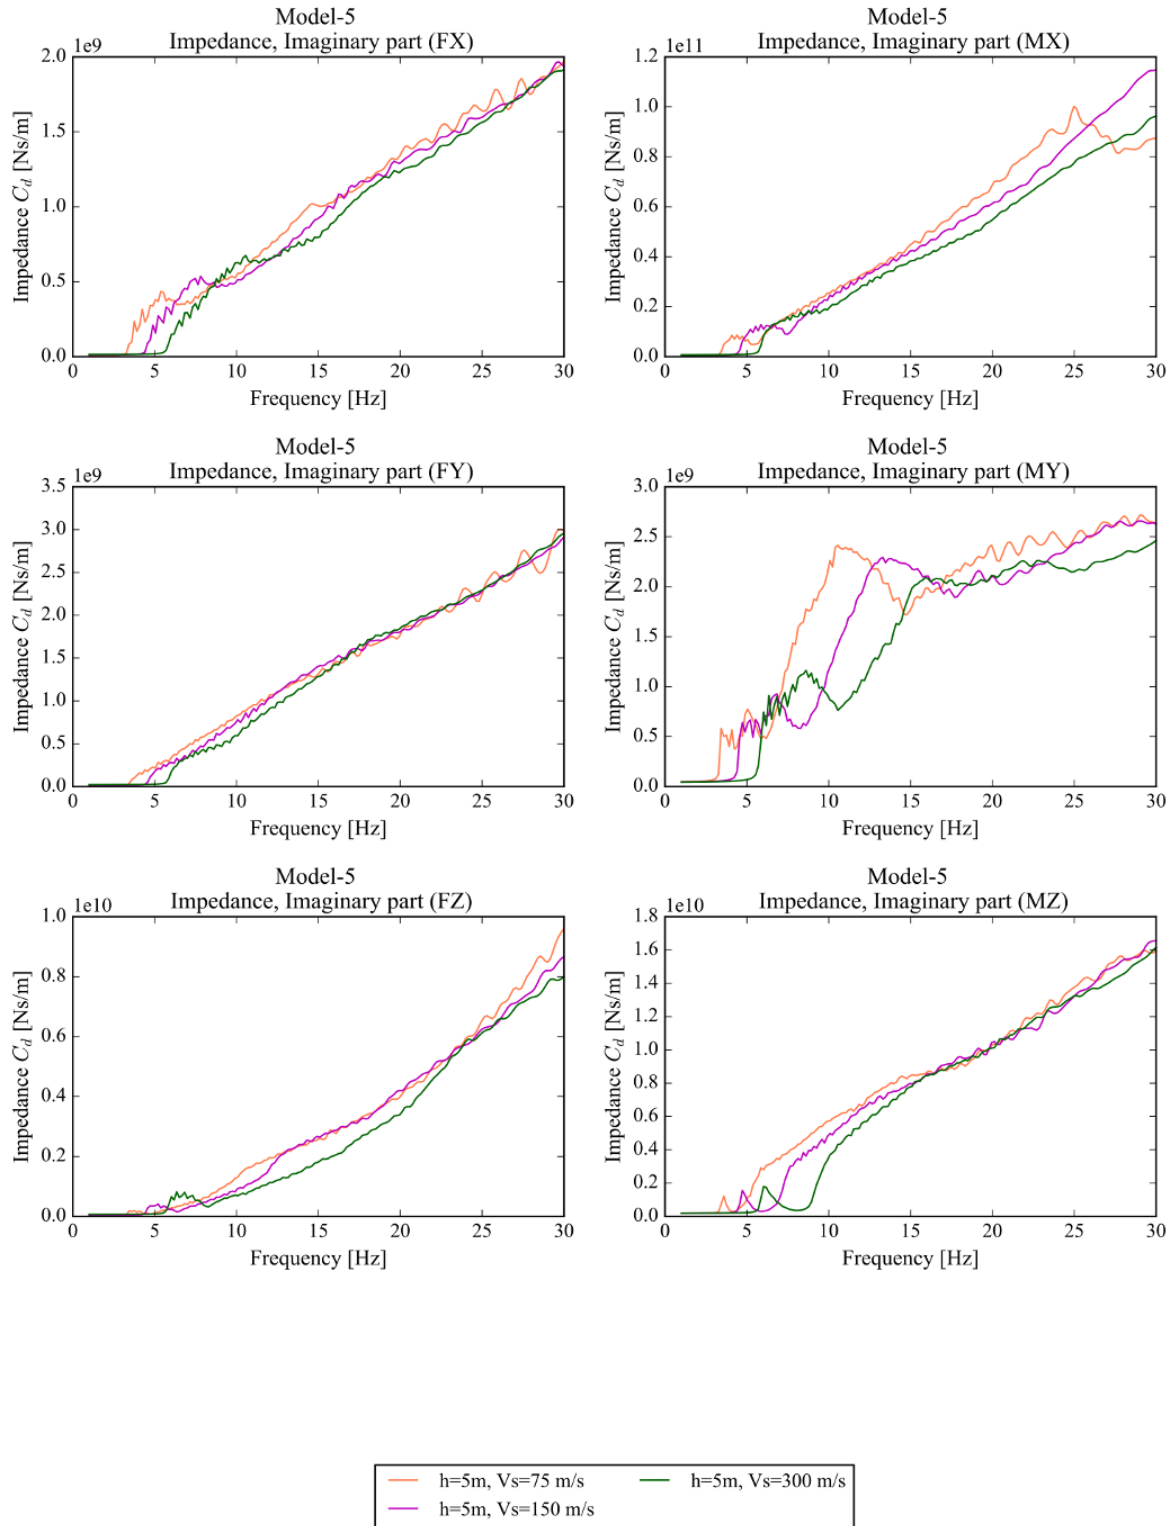 Model-5
Impedance, Imaginary part (FX)
1e9
2.0
1.5
1.0
0.5
0.0
Impedance C_d [Ns/m]
0 5 10 15 20 25 30
Frequency [Hz]
Model-5
Impedance, Imaginary part (MX)
1e11
1.2
1.0
0.8
0.6
0.4
0.2
0.0
Impedance C_d [Ns/m]
0 5 10 15 20 25 30
Frequency [Hz]
Model-5
Impedance, Imaginary part (FY)
1e9
3.5
3.0
2.5
2.0
1.5
1.0
0.5
0.0
Impedance C_d [Ns/m]
0 5 10 15 20 25 30
Frequency [Hz]
Model-5
Impedance, Imaginary part (MY)
1e9
3.0
2.5
2.0
1.5
1.0
0.5
0.0
Impedance C_d [Ns/m]
0 5 10 15 20 25 30
Frequency [Hz]
Model-5
Impedance, Imaginary part (FZ)
1e10
1.0
0.8
0.6
0.4
0.2
0.0
Impedance C_d [Ns/m]
0 5 10 15 20 25 30
Frequency [Hz]
Model-5
Impedance, Imaginary part (MZ)
1e10
1.8
1.6
1.4
1.2
1.0
0.8
0.6
0.4
0.2
0.0
Impedance C_d [Ns/m]
0 5 10 15 20 25 30
Frequency [Hz]
h=5m, Vs=75 m/s
h=5m, Vs=150 m/s
h=5m, Vs=300 m/s